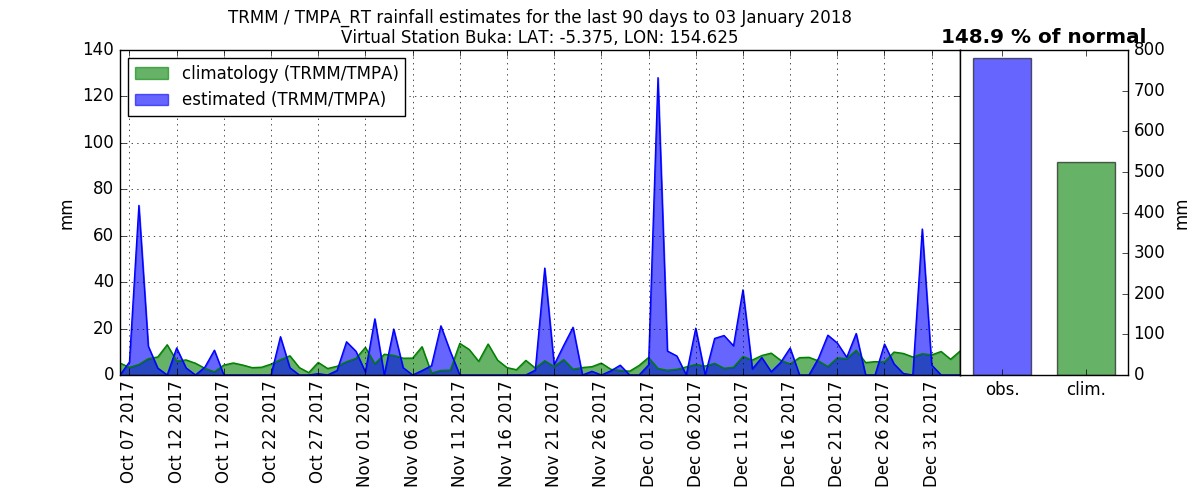 TRMM / TMPA_RT rainfall estimates for the last 90 days to 03 January 2018
Virtual Station Buka: LAT: -5.375, LON: 154.625
148.9 % of normal
climatology (TRMM/TMPA)
estimated (TRMM/TMPA)
mm
140
120
100
80
60
40
20
0
Oct 07 2017
Oct 12 2017
Oct 17 2017
Oct 22 2017
Oct 27 2017
Nov 01 2017
Nov 06 2017
Nov 11 2017
Nov 16 2017
Nov 21 2017
Nov 26 2017
Dec 01 2017
Dec 06 2017
Dec 11 2017
Dec 16 2017
Dec 21 2017
Dec 26 2017
Dec 31 2017
800
700
600
500
400
300
200
100
0
mm
obs.
clim.